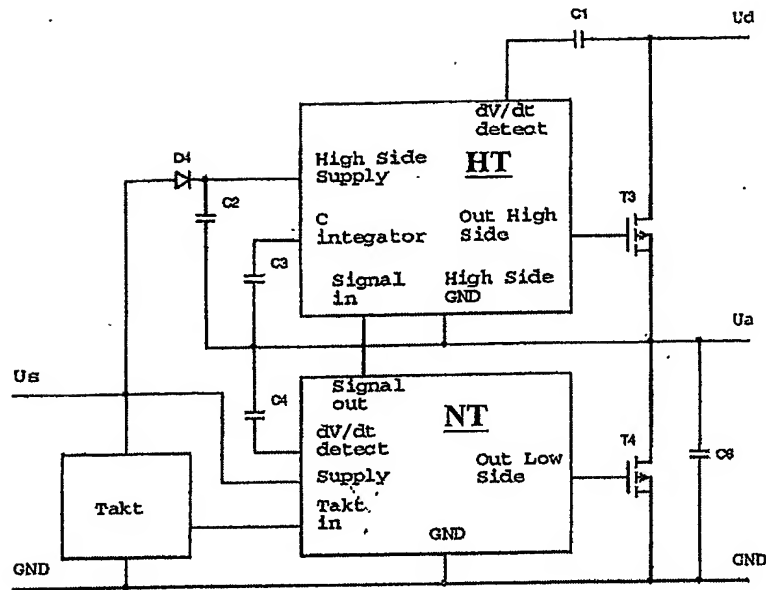 C1
Ud
dV/dt
detect
HT
D4
High Side
Supply
C2
T3
C
integator
Out High
Side
C3
Signal
in
High Side
GND
Ua
Us
C4
Signal
out
NT
dV/dt
detect
T4
C6
Out Low
Side
Supply
Takt
Takt
in
GND
GND
GND